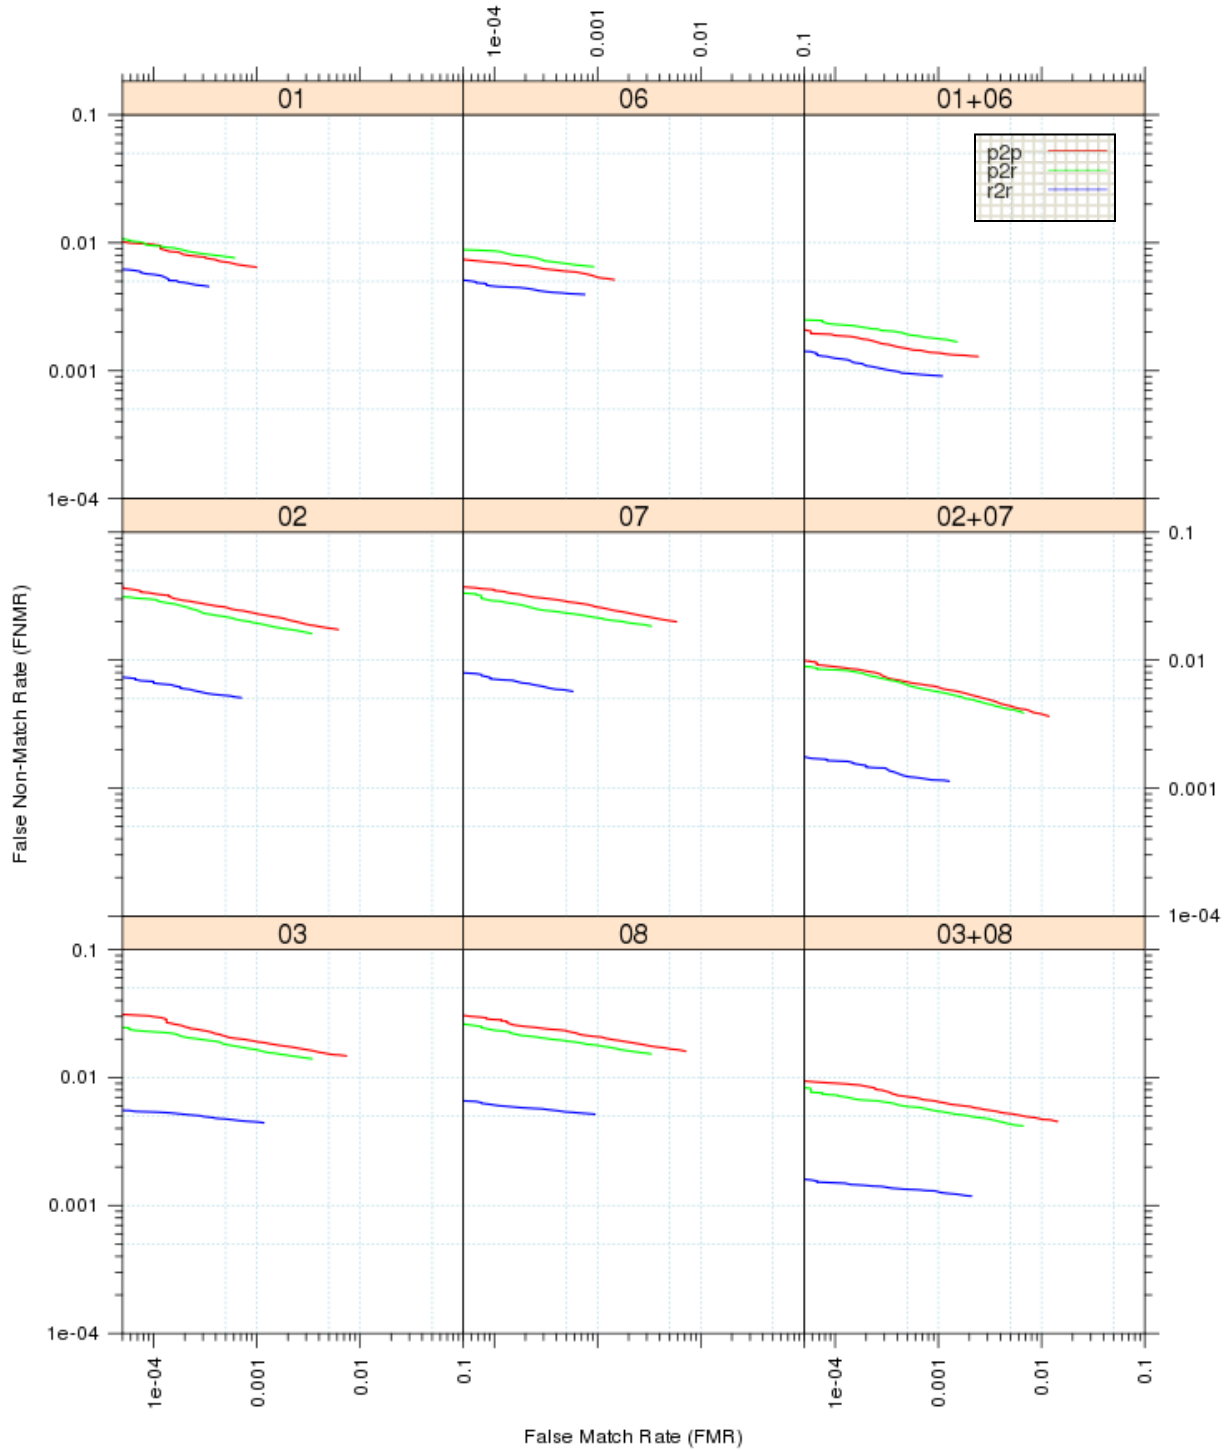 1e-04 0.001 0.01 0.1
01 06 01+06
0.1
p2p
p2r
r2r
0.01
0.001
1e-04
02 07 02+07
0.1
0.01
0.001
1e-04
False Non-Match Rate (FNMR)
03 08 03+08
0.1
0.01
0.001
1e-04
1e-04 0.001 0.01 0.1 1e-04 0.001 0.01 0.1
False Match Rate (FMR)